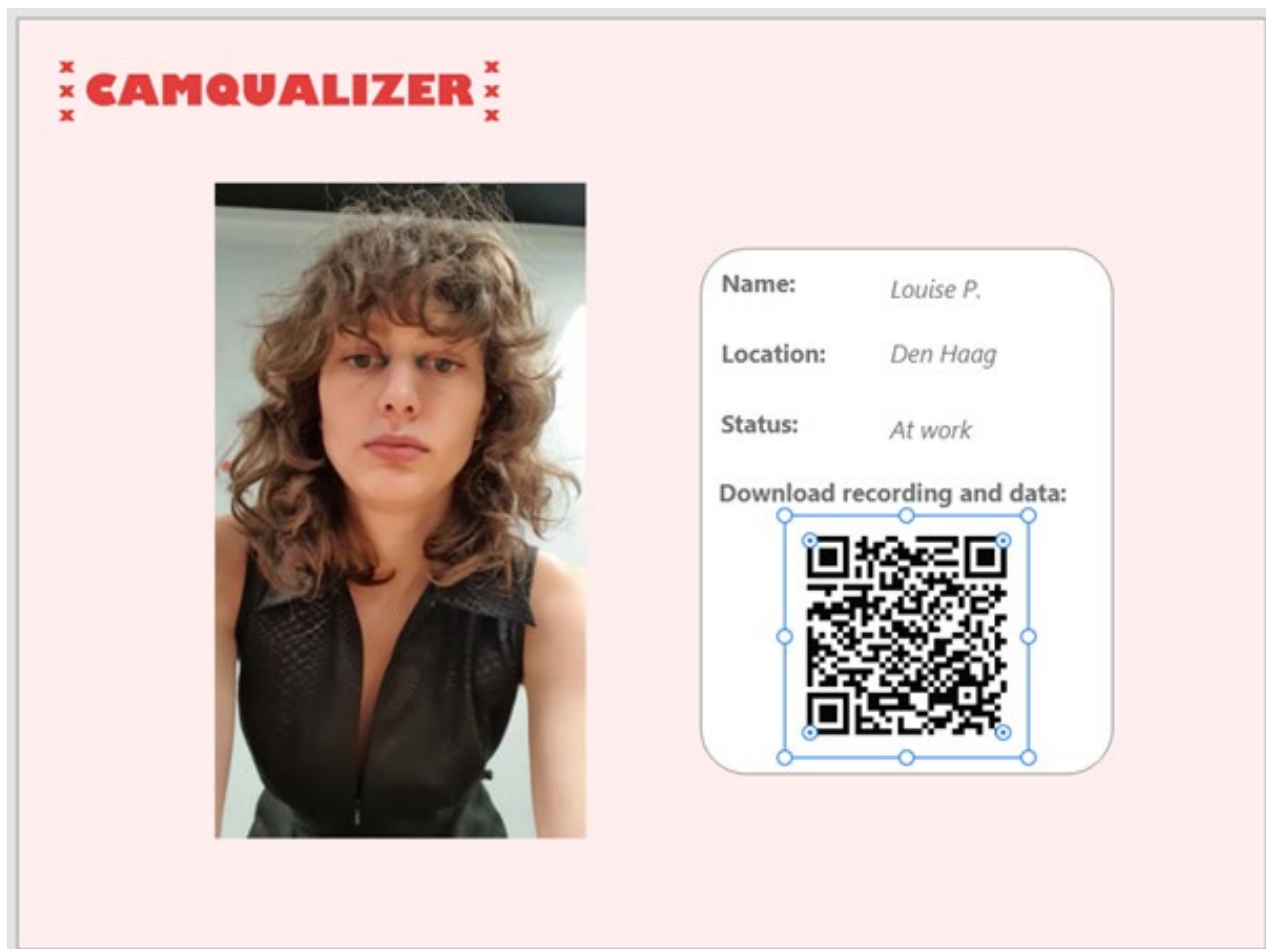 CAMQUALIZER
Name: Louise P.
Location: Den Haag
Status: At work
Download recording and data: